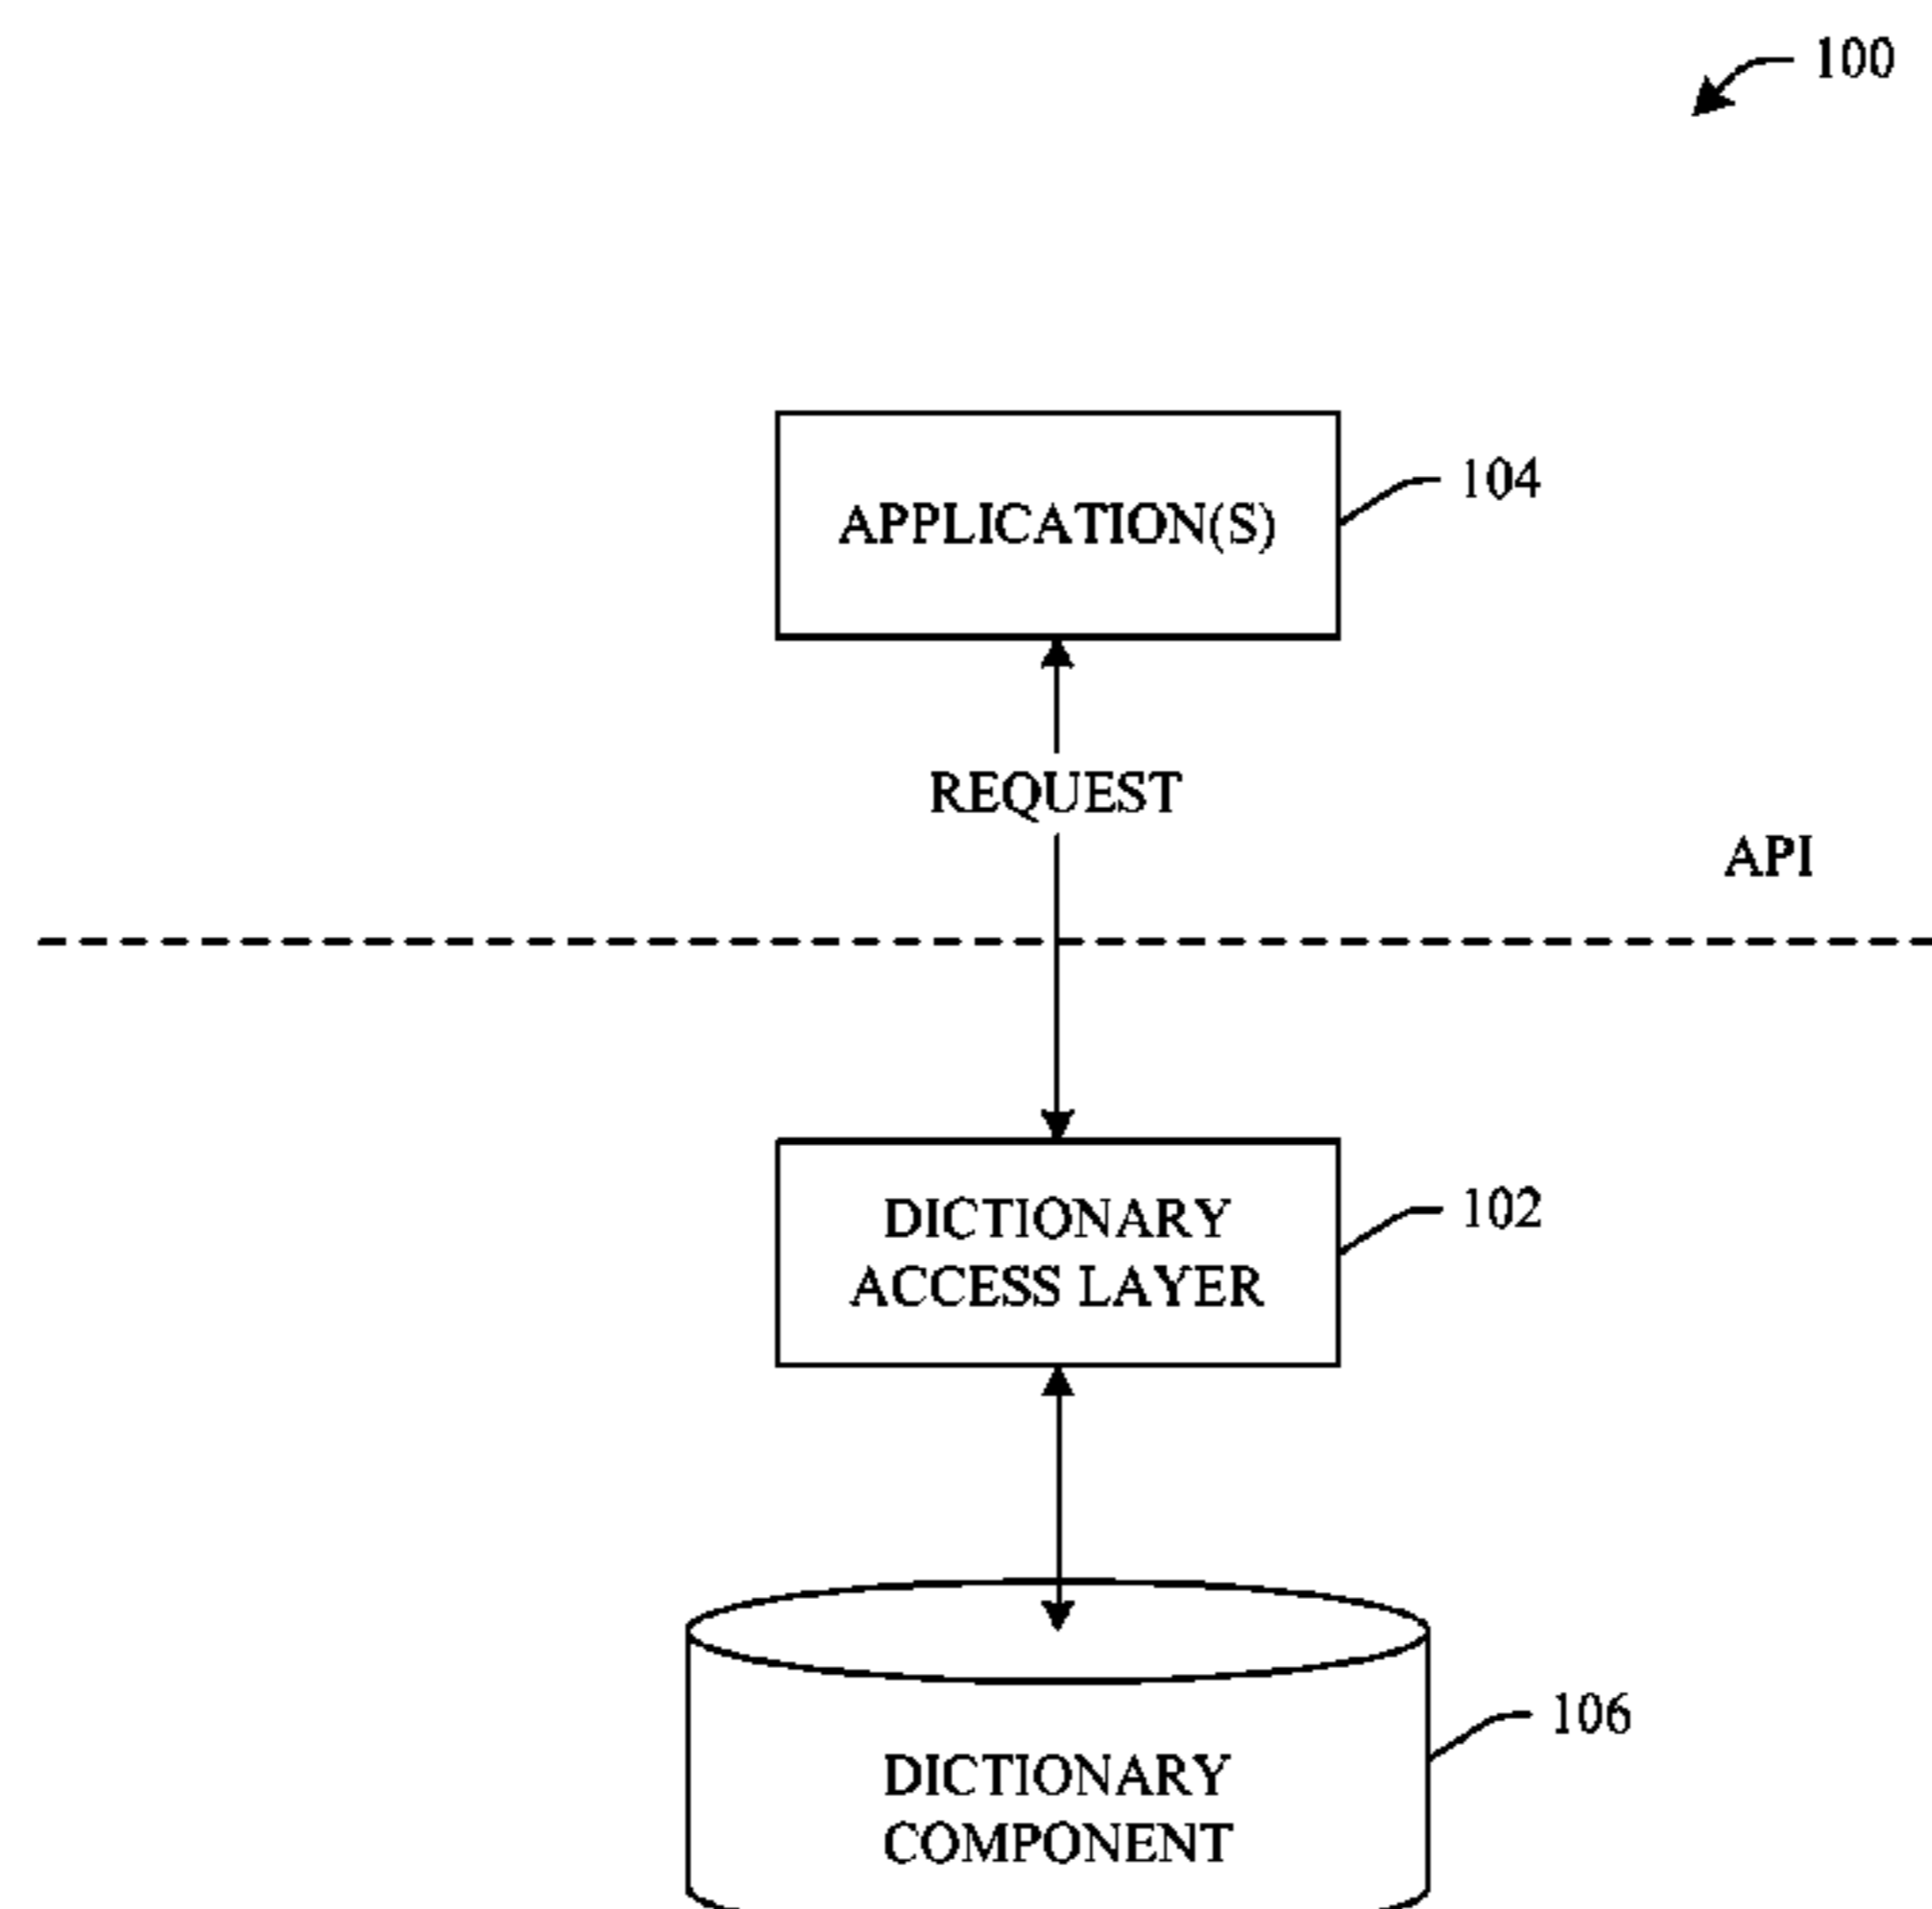 100
APPLICATION(S)
104
REQUEST
API
DICTIONARY
ACCESS LAYER
102
106
DICTIONARY
COMPONENT